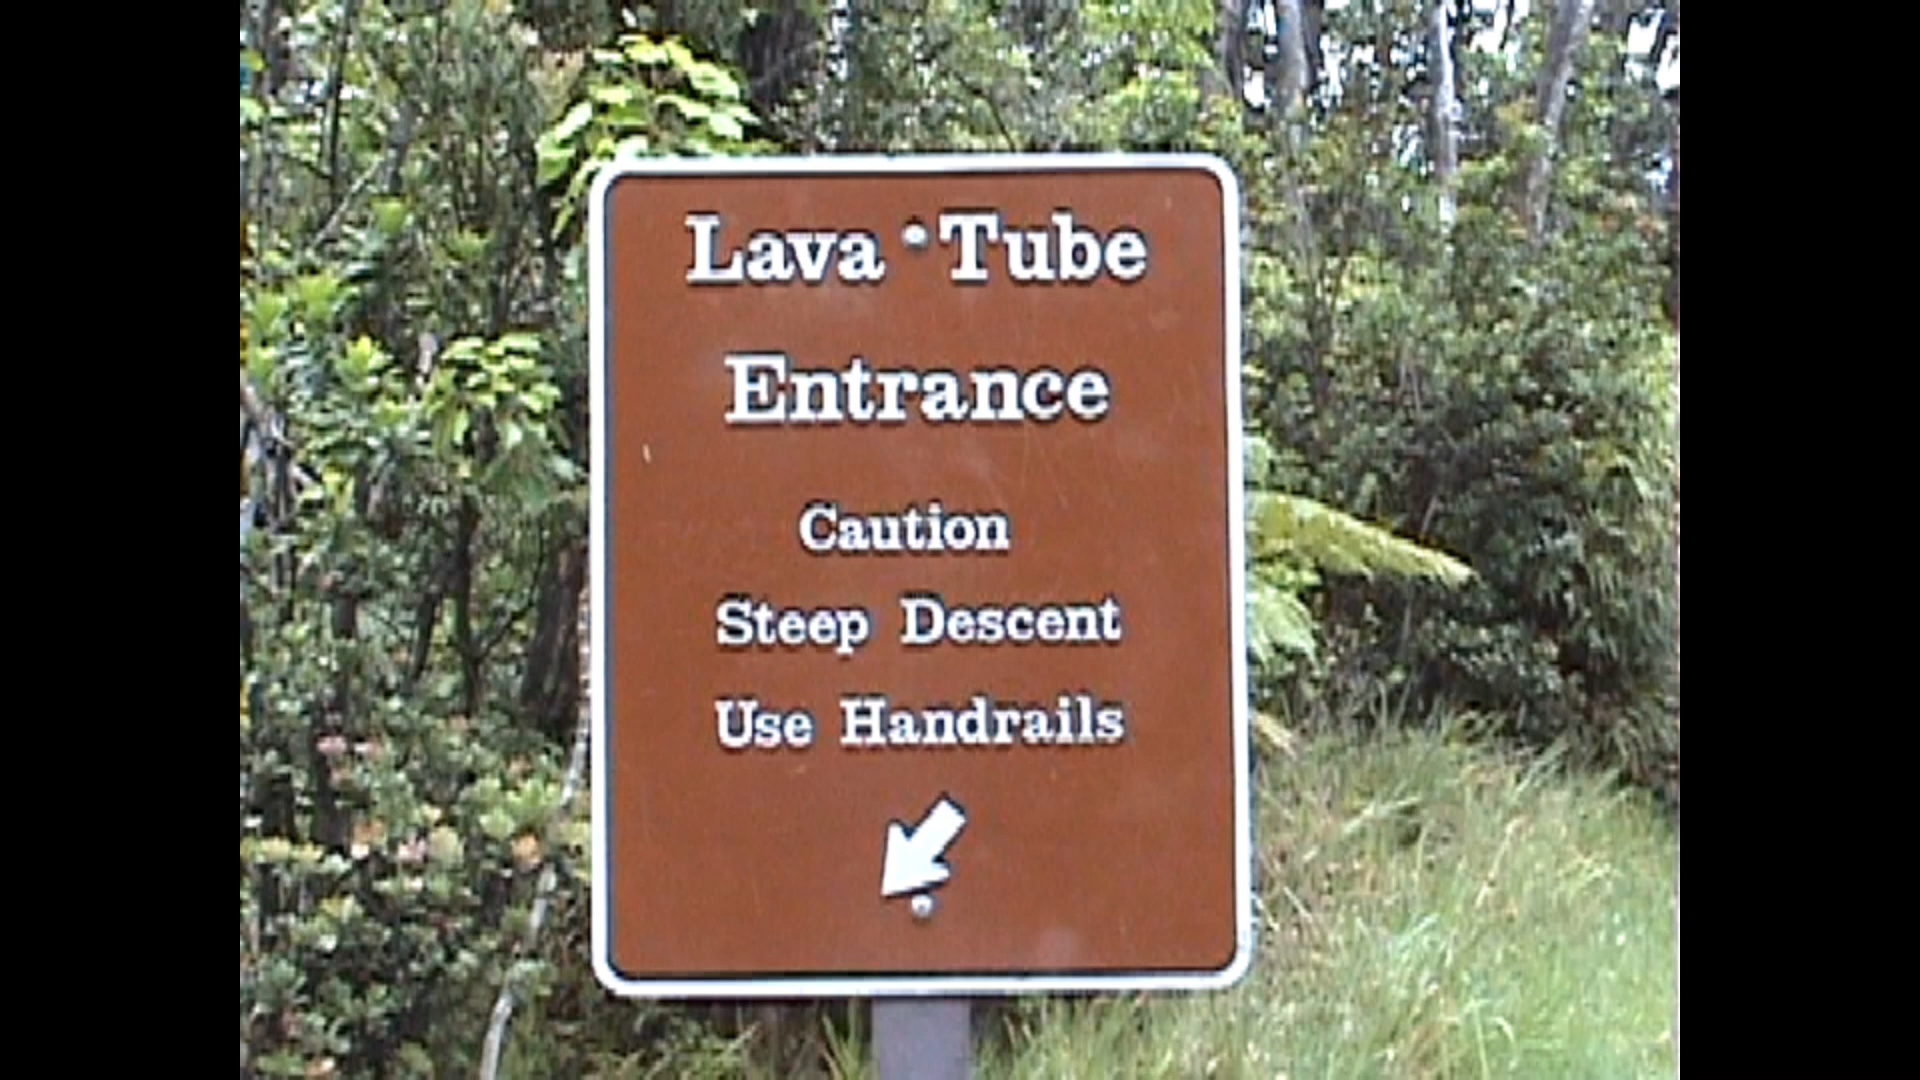 Lava Tube
Entrance
Caution
Steep Descent
Use Handrails